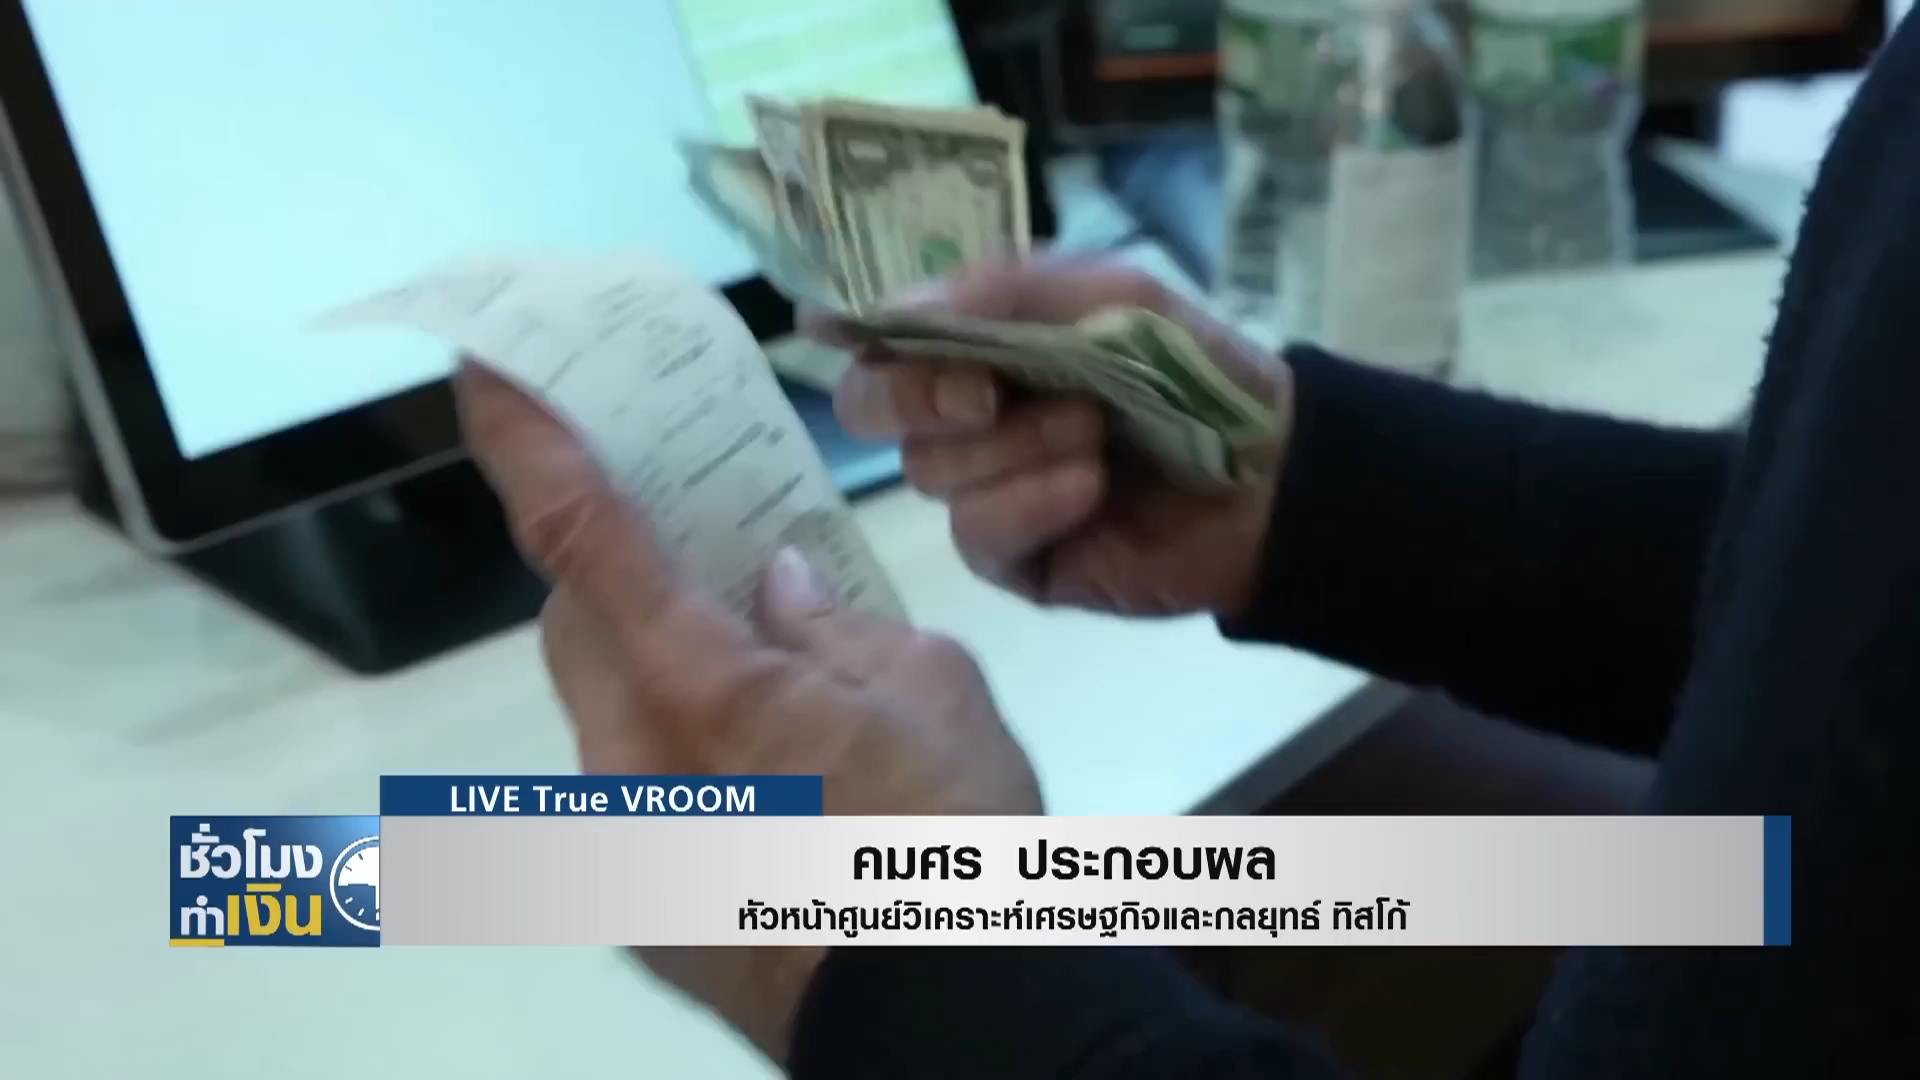 LIVE True VROOM
ชั่วโมง
ทำเงิน
คมศร ประกอบผล
หัวหน้าศูนย์วิเคราะห์เศรษฐกิจและกลยุทธ์ ทิสโก้